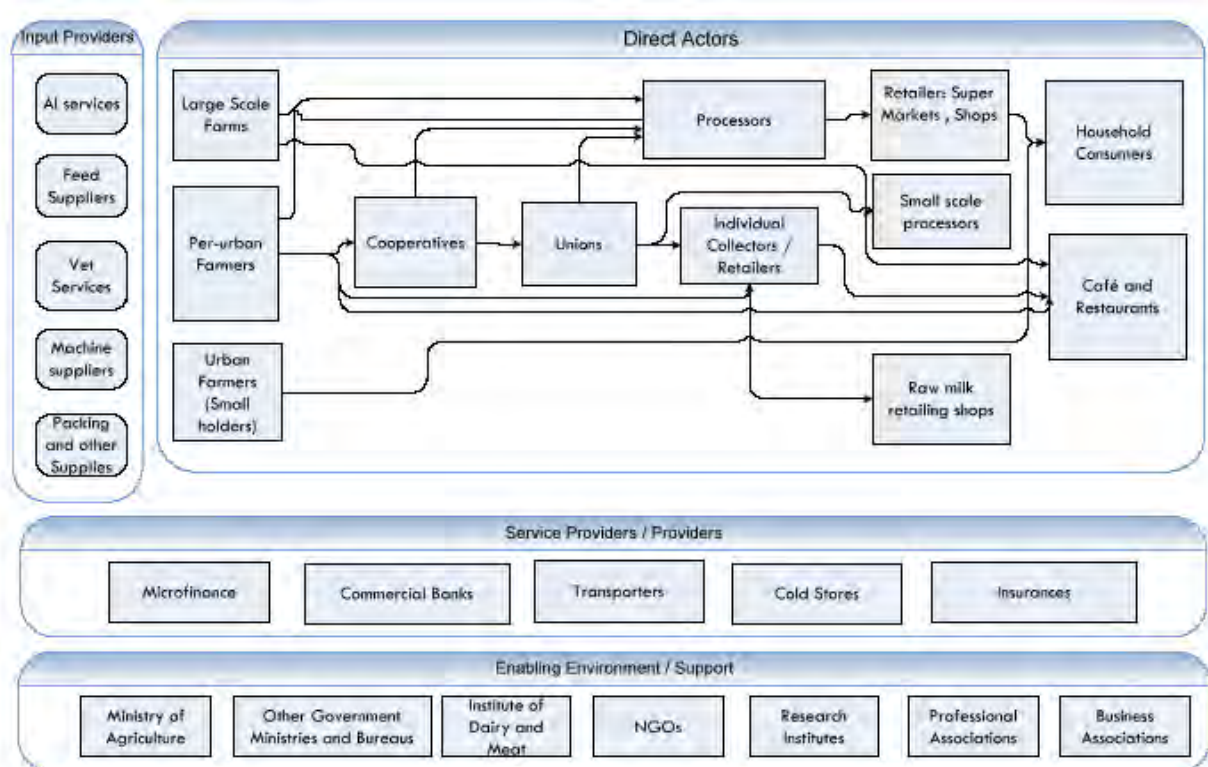 Input Providers
AI services
Feed
Suppliers
Vet
Services
Machine
suppliers
Packing
and other
Supplies
Direct Actors
Large Scale
Farms
Per-urban
Farmers
Urban
Farmers
(Small
holders)
Cooperatives
Unions
Processors
Individual
Collectors /
Retailers
Retailer: Super
Markets , Shops
Small scale
processors
Raw milk
retailing shops
Household
Consumers
Café and
Restaurants
Service Providers / Providers
Microfinance
Commercial Banks
Transporters
Cold Stores
Insurances
Enabling Environment / Support
Ministry of
Agriculture
Other Government
Ministries and Bureaus
Institute of
Dairy and
Meat
NGOs
Research
Institutes
Professional
Associations
Business
Associations